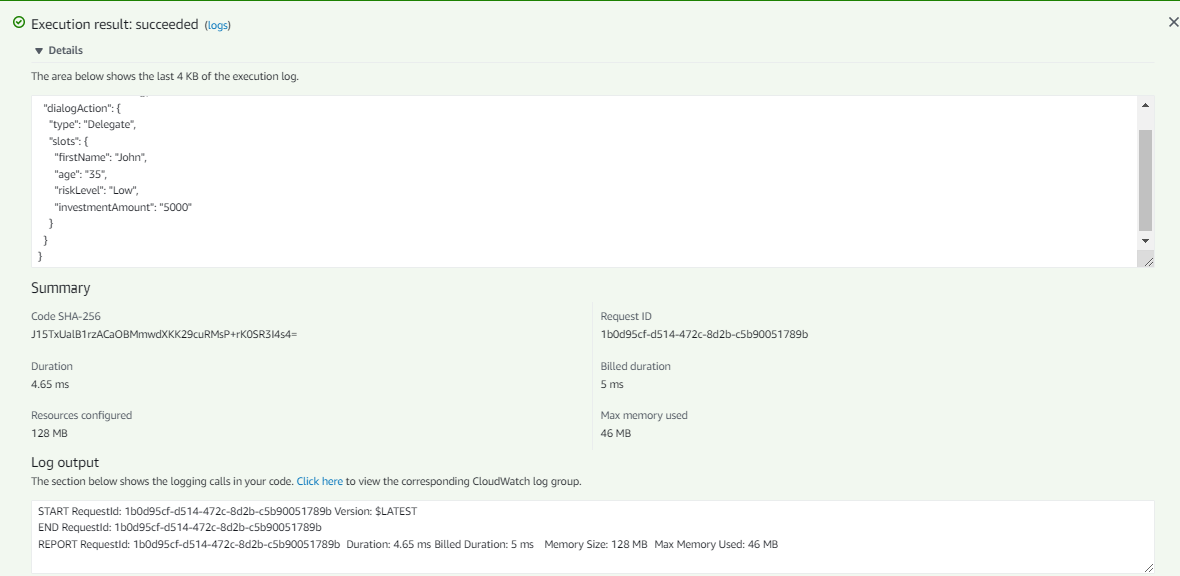 Execution result: succeeded (logs)
Details
The area below shows the last 4 KB of the execution log.
"dialogAction": {
"type": "Delegate",
"slots": {
"firstName": "John",
"age": "35",
"riskLevel": "Low",
"investmentAmount": "5000"
}
}
}
Summary
Code SHA-256
J15TxUalB1rzACaOBMmwdXKK29cuRMsP+rK0SR3I4s4=
Request ID
1b0d95cf-d514-472c-8d2b-c5b90051789b
Duration
4.65 ms
Billed duration
5 ms
Resources configured
128 MB
Max memory used
46 MB
Log output
The section below shows the logging calls in your code. Click here to view the corresponding CloudWatch log group.
START RequestId: 1b0d95cf-d514-472c-8d2b-c5b90051789b Version: $LATEST
END RequestId: 1b0d95cf-d514-472c-8d2b-c5b90051789b
REPORT RequestId: 1b0d95cf-d514-472c-8d2b-c5b90051789b Duration: 4.65 ms Billed Duration: 5 ms Memory Size: 128 MB Max Memory Used: 46 MB